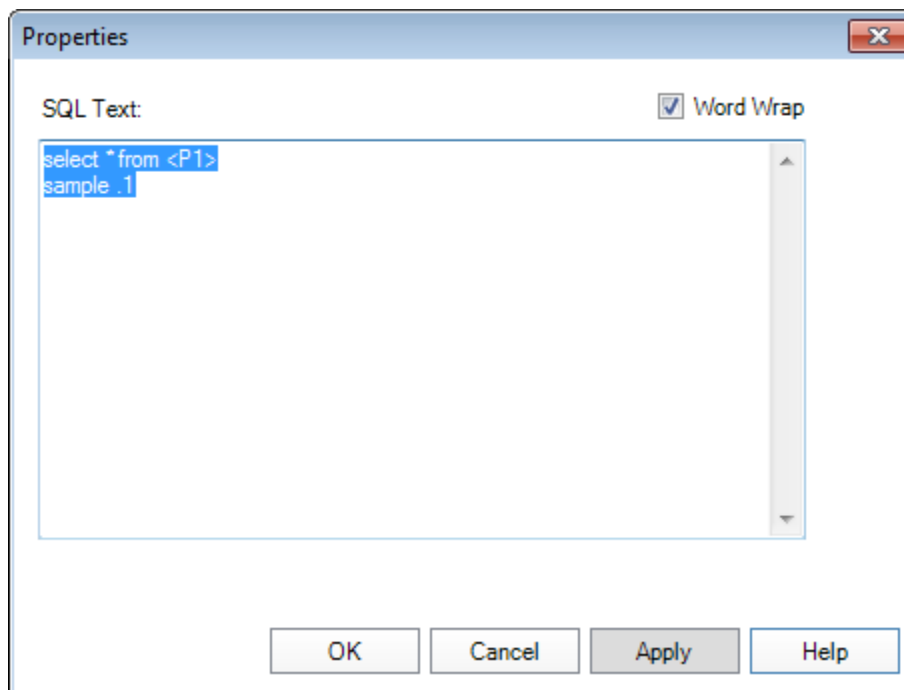 Properties
SQL Text:
Word Wrap
select * from <P1>
sample .1
OK
Cancel
Apply
Help